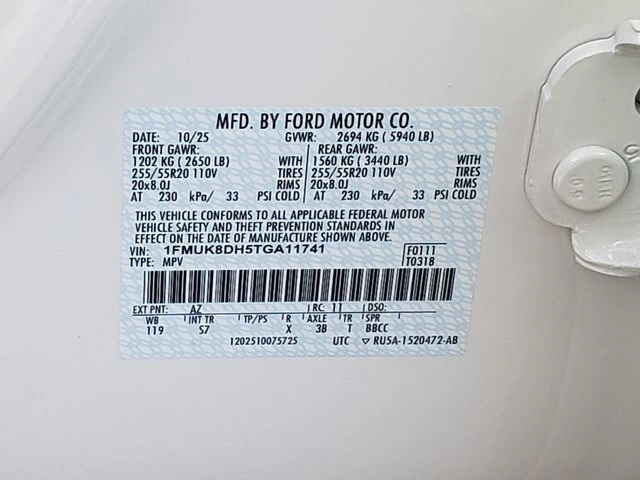 MFD. BY FORD MOTOR CO.
DATE: 10/25 GVWR: 2694 KG ( 5940 LB)
FRONT GAWR: REAR GAWR:
1202 KG ( 2650 LB) WITH 1560 KG ( 3440 LB) WITH
255/55R20 110V TIRES 255/55R20 110V TIRES
20x8.0J RIMS 20x8.0J RIMS
AT 230 kPa/ 33 PSI COLD AT 230 kPa/ 33 PSI COLD
THIS VEHICLE CONFORMS TO ALL APPLICABLE FEDERAL MOTOR
VEHICLE SAFETY AND THEFT PREVENTION STANDARDS IN
EFFECT ON THE DATE OF MANUFACTURE SHOWN ABOVE.
VIN: 1FMUK8DH5TGA11741 F0111
TYPE: MPV T0318
EXT PNT: AZ RC: 11 DSO:
WB INT TR TP/PS R AXLE TR SPR
119 S7 X 3B T BBCC
1202510075725 UTC ▽ RU5A-1520472-AB
OPEN